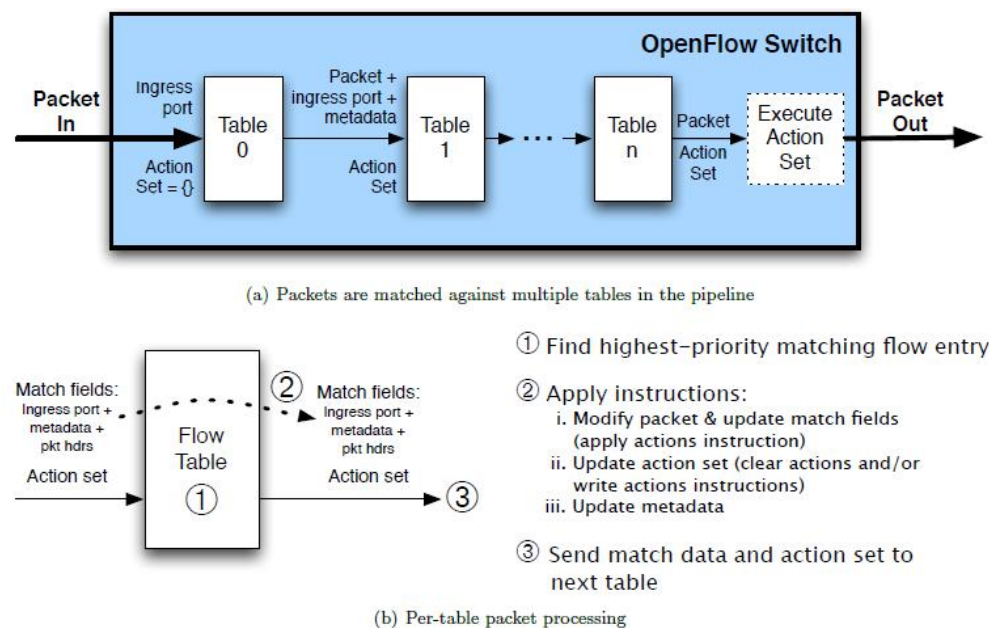 OpenFlow Switch
Packet
In
Ingress
port
Action
Set = {}
Table
0
Packet +
ingress port +
metadata
Action
Set
Table
1
...
Table
n
Packet
Action
Set
Execute
Action
Set
Packet
Out
(a) Packets are matched against multiple tables in the pipeline
Match fields:
Ingress port +
metadata +
pkt hdrs
Action set
Flow
Table
①
②
Match fields:
Ingress port +
metadata +
pkt hdrs
Action set
③
① Find highest-priority matching flow entry
② Apply instructions:
i. Modify packet & update match fields
(apply actions instruction)
ii. Update action set (clear actions and/or
write actions instructions)
iii. Update metadata
③ Send match data and action set to
next table
(b) Per-table packet processing